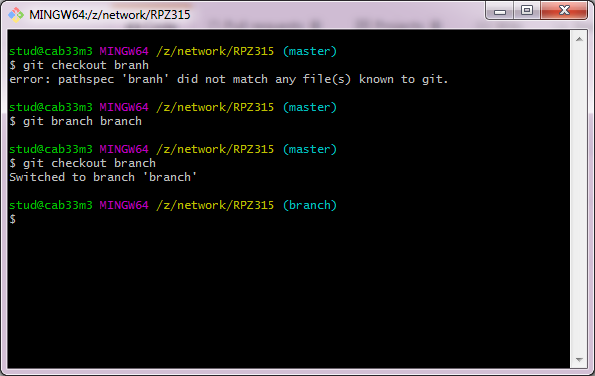 MINGW64:/z/network/RPZ315
stud@cab33m3 MINGW64 /z/network/RPZ315 (master)
$ git checkout branh
error: pathspec 'branh' did not match any file(s) known to git.
stud@cab33m3 MINGW64 /z/network/RPZ315 (master)
$ git branch branch
stud@cab33m3 MINGW64 /z/network/RPZ315 (master)
$ git checkout branch
Switched to branch 'branch'
stud@cab33m3 MINGW64 /z/network/RPZ315 (branch)
$